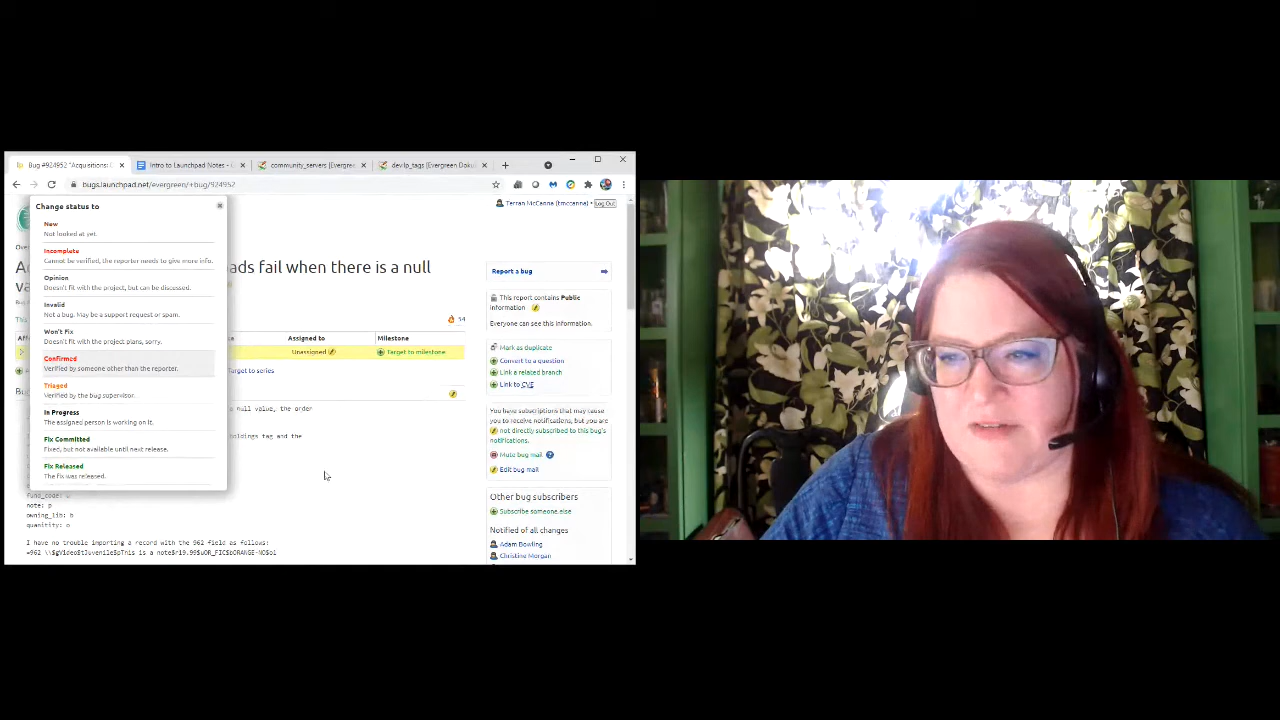 Bug #924952 "Acquisitions: C
Intro to Launchpad Notes -
community_servers [Evergree
dev:lp_tags [Evergreen Doku
bugs.launchpad.net/evergreen/+bug/924952
Terran McCanna (tmccanna) • Log Out
Change status to
New
Not looked at yet.
Incomplete
Cannot be verified, the reporter needs to give more info.
Opinion
Doesn't fit with the project, but can be discussed.
Invalid
Not a bug. May be a support request or spam.
Won't Fix
Doesn't fit with the project plans, sorry.
Confirmed
Verified by someone other than the reporter.
Triaged
Verified by the bug supervisor.
In Progress
The assigned person is working on it.
Fix Committed
Fixed, but not available until next release.
Fix Released
The fix was released.
ads fail when there is a null
54
Assigned to
Milestone
Unassigned
Target to milestone
Target to series
a null value, the order
holdings tag and the
note: p
owning_lib: b
quantity: o
I have no trouble importing a record with the 962 field as follows:
Report a bug
This report contains Public
information
Everyone can see this information.
Mark as duplicate
Convert to a question
Link a related branch
Link to CVE
You have subscriptions that may cause
you to receive notifications, but you are
not directly subscribed to this bug's
notifications.
Mute bug mail
Edit bug mail
Other bug subscribers
Subscribe someone else
Notified of all changes
Adam Bowling
Christine Morgan